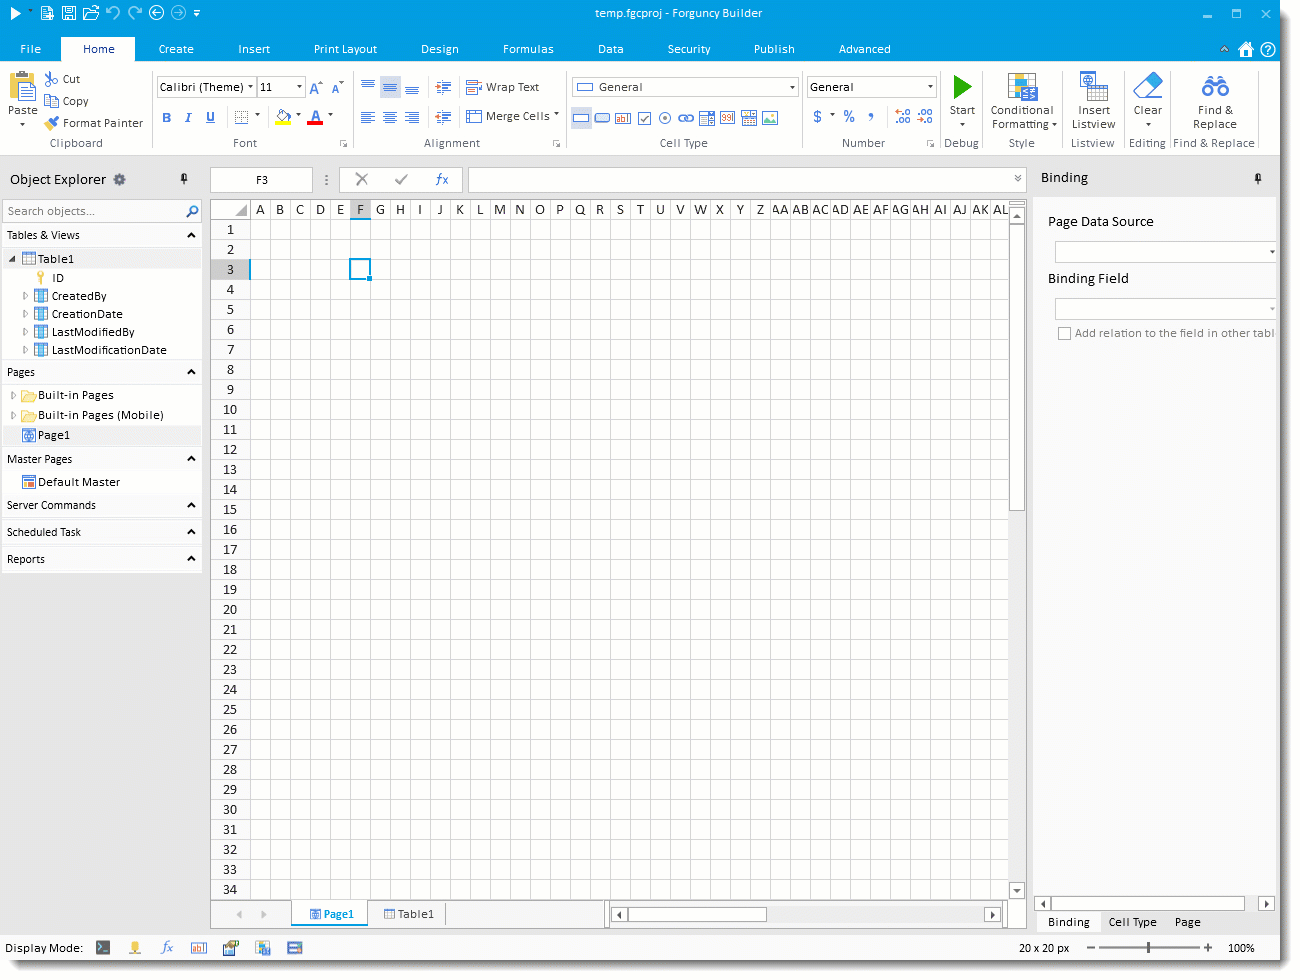 temp.fgcproj - Forguncy Builder
File Home Create Insert Print Layout Design Formulas Data Security Publish Advanced
Paste
Cut
Copy
Format Painter
Clipboard
Calibri (Theme) 11
B I U
Font
Wrap Text
Merge Cells
Alignment
General
Cell Type
General
$ % ,
Number
Start
Debug
Conditional
Formatting
Style
Insert
Listview
Listview
Clear
Editing
Find &
Replace
Find & Replace
Object Explorer
Search objects...
Tables & Views
Table1
ID
CreatedBy
CreationDate
LastModifiedBy
LastModificationDate
Pages
Built-in Pages
Built-in Pages (Mobile)
Page1
Master Pages
Default Master
Server Commands
Scheduled Task
Reports
F3 fx
A B C D E F G H I J K L M N O P Q R S T U V W X Y Z AA AB AC AD AE AF AG AH AI AJ AK AL
1
2
3
4
5
6
7
8
9
10
11
12
13
14
15
16
17
18
19
20
21
22
23
24
25
26
27
28
29
30
31
32
33
34
Page1 Table1
Binding
Page Data Source
Binding Field
Add relation to the field in other tabl
Binding Cell Type Page
Display Mode: fx
20 x 20 px 100%